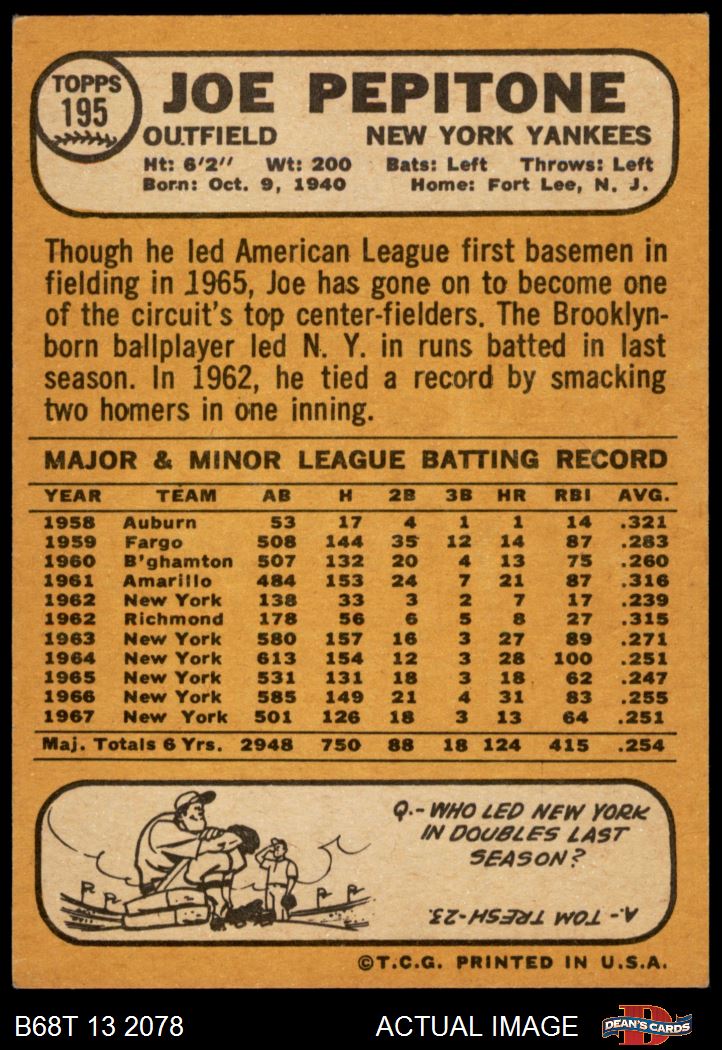 TOPPS
195
JOE PEPITONE
OUTFIELD NEW YORK YANKEES
Ht: 6'2" Wt: 200 Bats: Left Throws: Left
Born: Oct. 9, 1940 Home: Fort Lee, N. J.
Though he led American League first basemen in
fielding in 1965, Joe has gone on to become one
of the circuit's top center-fielders. The Brooklyn-
born ballplayer led N. Y. in runs batted in last
season. In 1962, he tied a record by smacking
two homers in one inning.
MAJOR & MINOR LEAGUE BATTING RECORD
YEAR TEAM AB H 2B 3B HR RBI AVG.
1958 Auburn 53 17 4 1 1 14 .321
1959 Fargo 508 144 35 12 14 87 .283
1960 B'ghamton 507 132 20 4 13 75 .260
1961 Amarillo 484 153 24 7 21 87 .316
1962 New York 138 33 3 2 7 17 .239
1962 Richmond 178 56 6 5 8 27 .315
1963 New York 580 157 16 3 27 89 .271
1964 New York 613 154 12 3 28 100 .251
1965 New York 531 131 18 3 18 62 .247
1966 New York 585 149 21 4 31 83 .255
1967 New York 501 126 18 3 13 64 .251
Maj. Totals 6 Yrs. 2948 750 88 18 124 415 .254
Q.- WHO LED NEW YORK
IN DOUBLES LAST
SEASON?
A.- TOM TRESH-23.
©T.C.G. PRINTED IN U.S.A.
B68T 13 2078 ACTUAL IMAGE DEAN'S CARDS